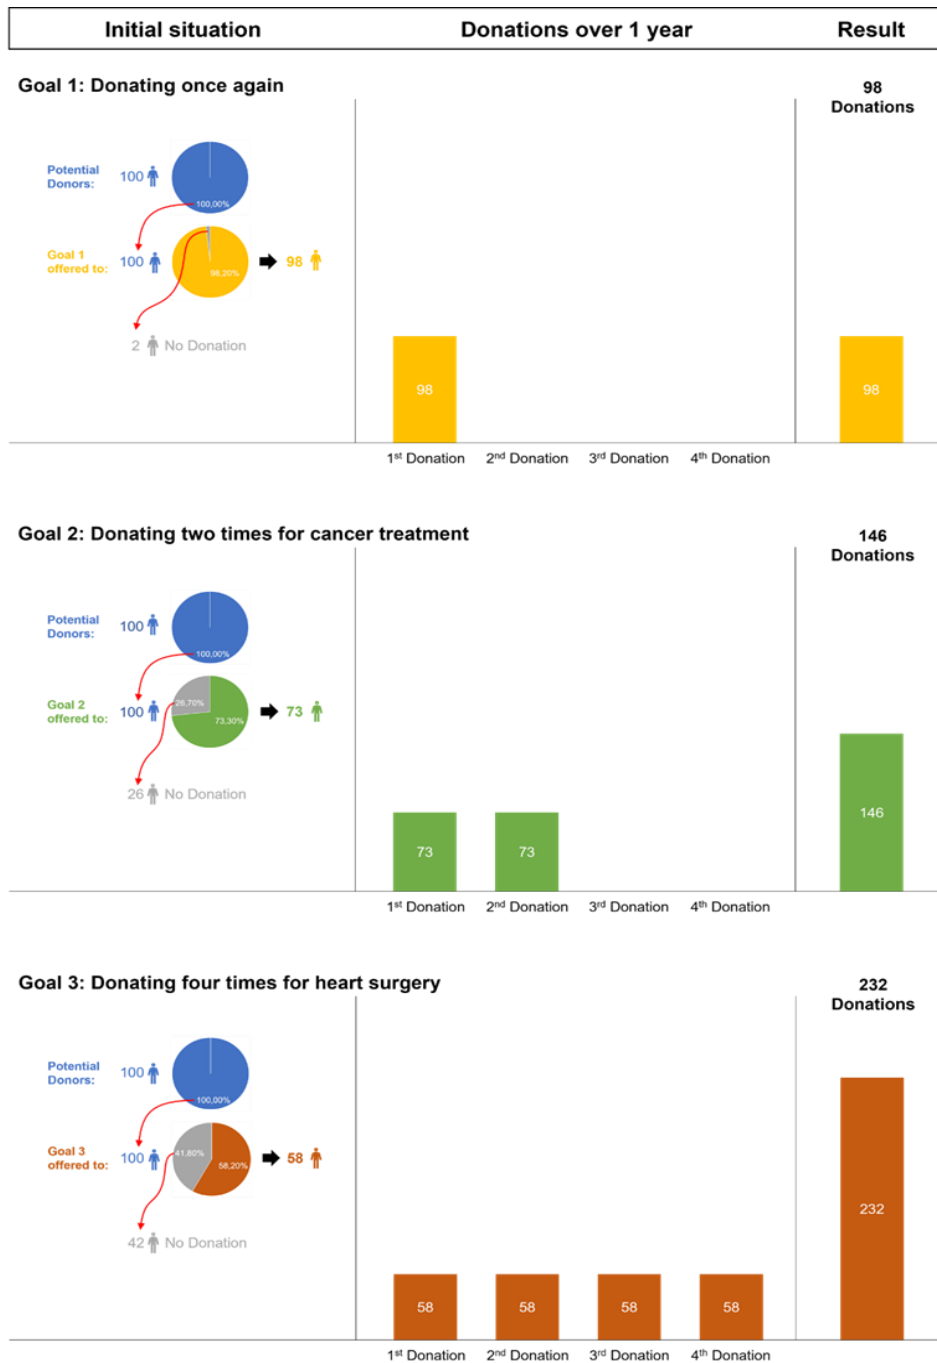 Initial situation Donations over 1 year Result
Goal 1: Donating once again
98
Donations
Potential
Donors:
100
100,00%
Goal 1
offered to:
100
98,20%
98
2 No Donation
98
98
1st Donation 2nd Donation 3rd Donation 4th Donation
Goal 2: Donating two times for cancer treatment
146
Donations
Potential
Donors:
100
100,00%
Goal 2
offered to:
100
26,70%
73,30%
73
26 No Donation
73
73
146
1st Donation 2nd Donation 3rd Donation 4th Donation
Goal 3: Donating four times for heart surgery
232
Donations
Potential
Donors:
100
100,00%
Goal 3
offered to:
100
41,80%
58,20%
58
42 No Donation
58
58
58
58
232
1st Donation 2nd Donation 3rd Donation 4th Donation